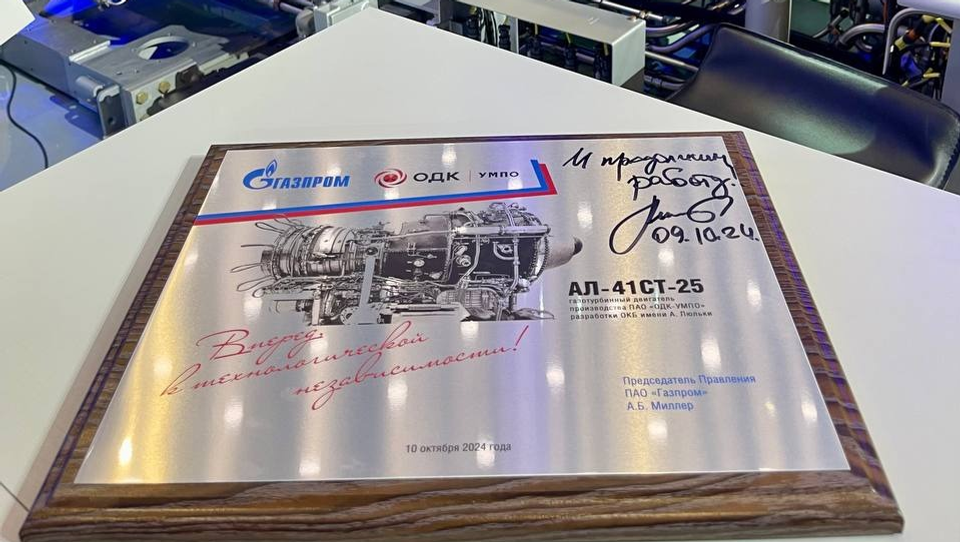 ГАЗПРОМ
ОДК | УМПО
И продолжим
работу.
09.10.24.
АЛ-41СТ-25
газотурбинный двигатель
производства ПАО «ОДК-УМПО»
разработки ОКБ имени А. Люльки
Вперед
к технологической
независимости!
Председатель Правления
ПАО «Газпром»
А.Б. Миллер
10 октября 2024 года